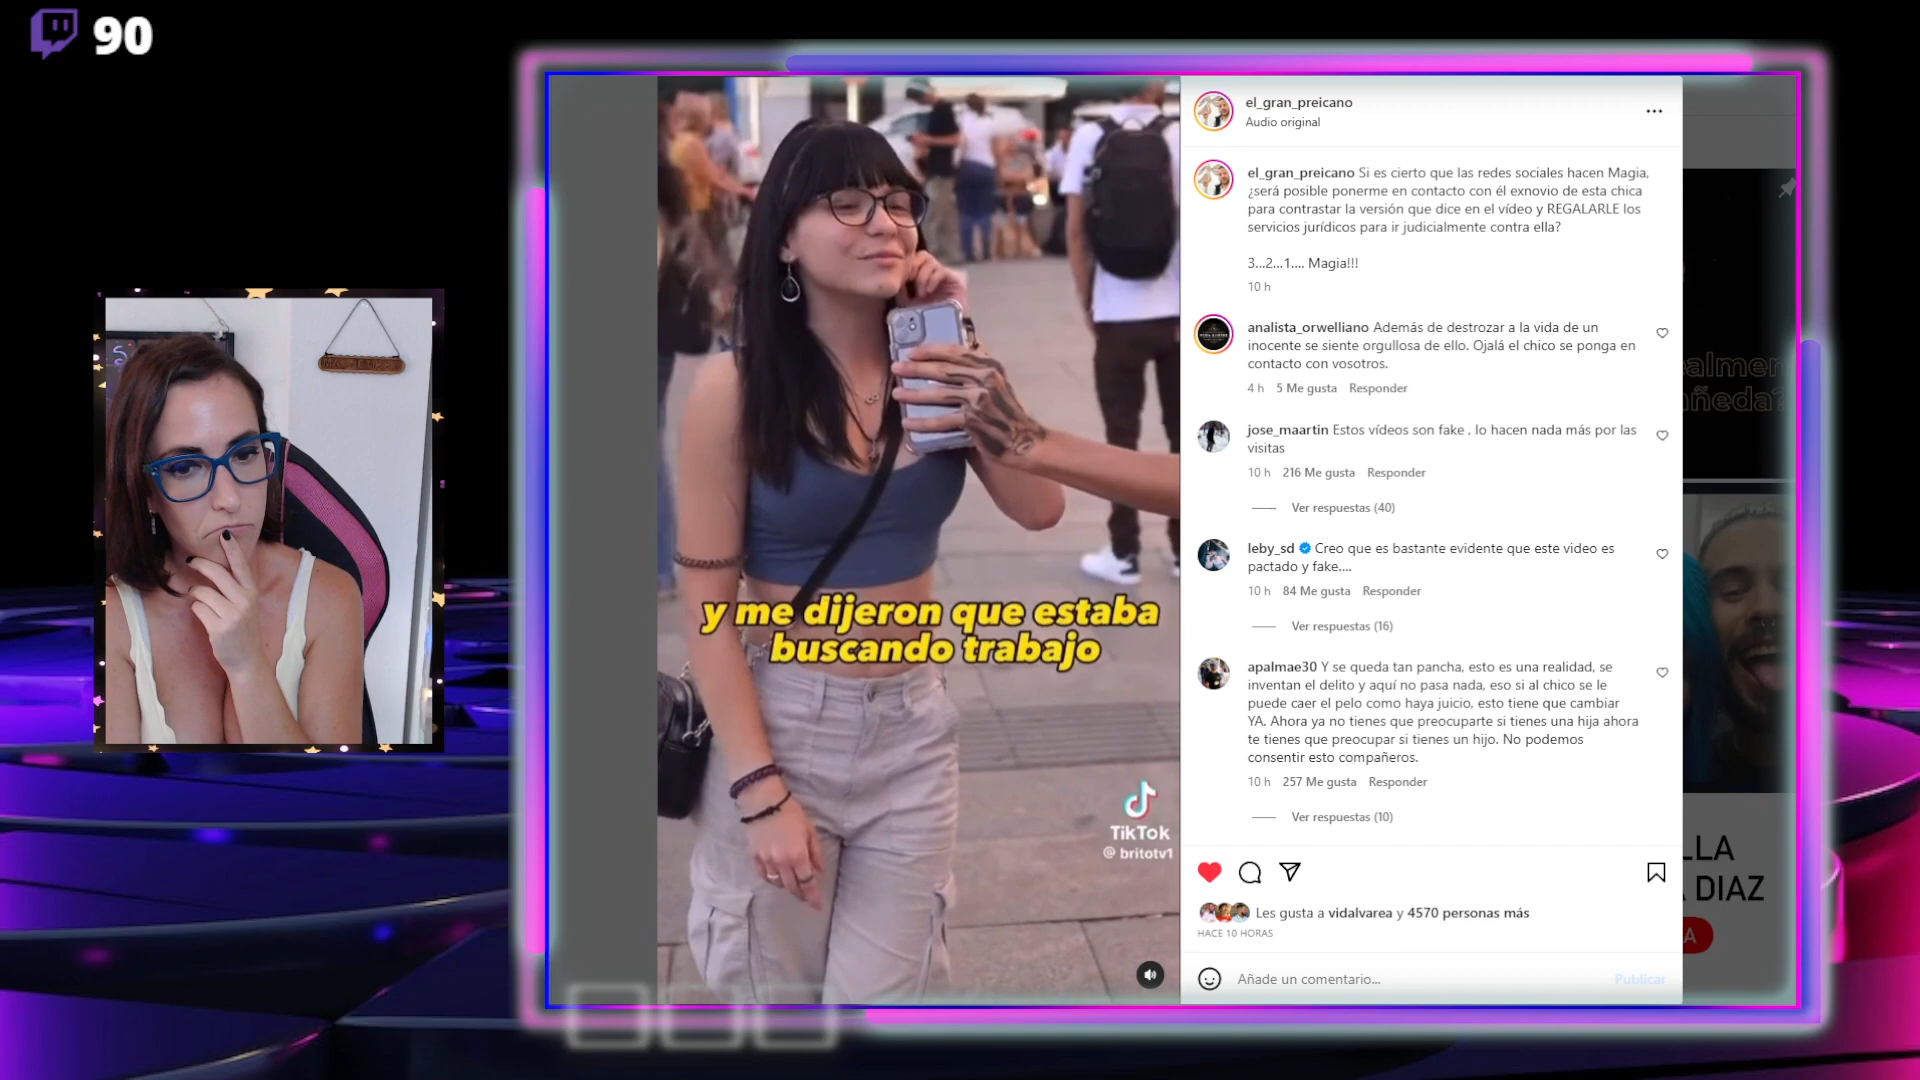 90
y me dijeron que estaba
buscando trabajo
TikTok
@ britotv1
el_gran_preicano
Audio original
el_gran_preicano Si es cierto que las redes sociales hacen Magia,
¿será posible ponerme en contacto con él exnovio de esta chica
para contrastar la versión que dice en el vídeo y REGALARLE los
servicios jurídicos para ir judicialmente contra ella?
3...2...1.... Magia!!!
10 h
analista_orwelliano Además de destrozar a la vida de un
inocente se siente orgullosa de ello. Ojalá el chico se ponga en
contacto con vosotros.
4 h 5 Me gusta Responder
jose_maartin Estos vídeos son fake , lo hacen nada más por las
visitas
10 h 216 Me gusta Responder
Ver respuestas (40)
leby_sd Creo que es bastante evidente que este video es
pactado y fake....
10 h 84 Me gusta Responder
Ver respuestas (16)
apalmae30 Y se queda tan pancha, esto es una realidad, se
inventan el delito y aquí no pasa nada, eso si al chico se le
puede caer el pelo como haya juicio, esto tiene que cambiar
YA. Ahora ya no tienes que preocuparte si tienes una hija ahora
te tienes que preocupar si tienes un hijo. No podemos
consentir esto compañeros.
10 h 257 Me gusta Responder
Ver respuestas (10)
Les gusta a vidalvarea y 4570 personas más
HACE 10 HORAS
Añade un comentario...
Publicar
DIAZ